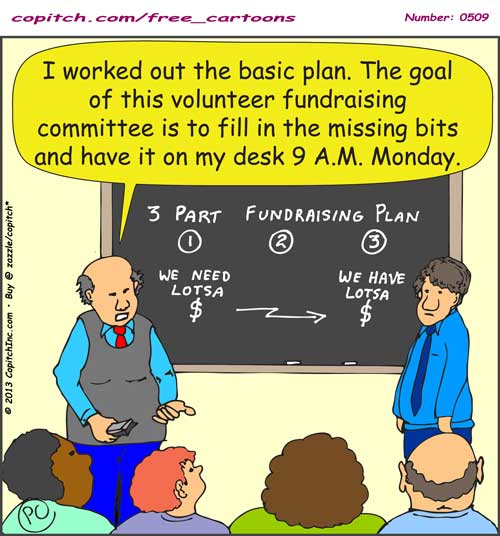 copitch.com/free_cartoons
Number: 0509
I worked out the basic plan. The goal
of this volunteer fundraising
committee is to fill in the missing bits
and have it on my desk 9 A.M. Monday.
3 PART FUNDRAISING PLAN
1 2 3
WE NEED
LOTSA
$
WE HAVE
LOTSA
$
© 2013 CopitchInc.com · Buy @ zazzle/copitch*
PC